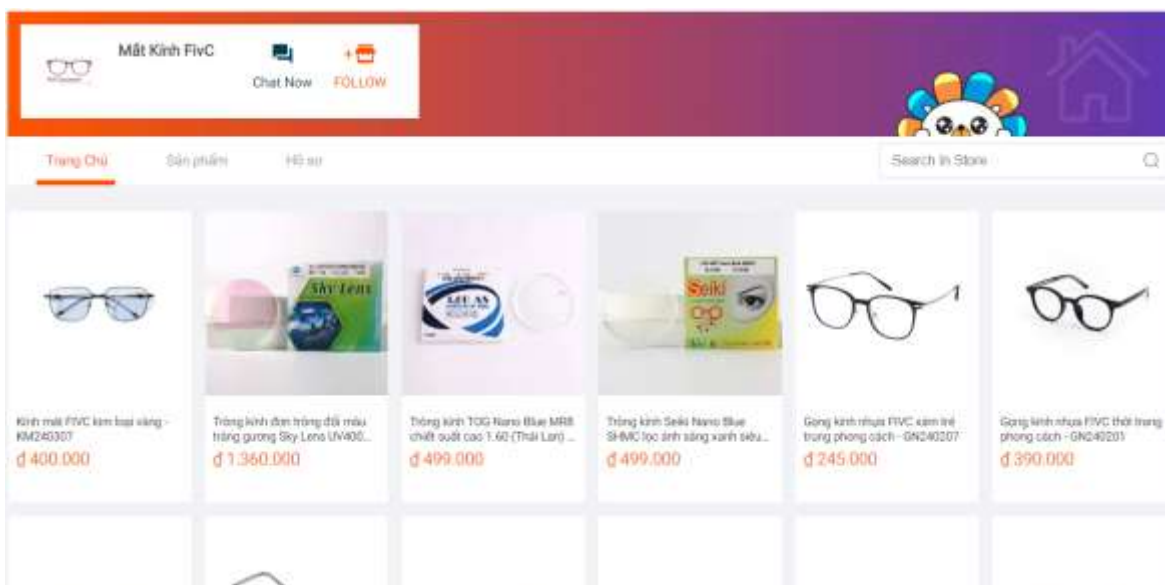 Mắt Kính FivC
Chat Now
FOLLOW
Trang Chủ
Sản phẩm
Hồ sơ
Search in Store
Sky Lens
Seiki
Kính mát FIVC kim loại vàng -
KM240307
₫ 400.000
Tròng kính đơn tròng đổi màu
tráng gương Sky Lens UV400...
₫ 1.360.000
Tròng kính TOG Nano Blue MR8
chiết suất cao 1.60 (Thái Lan) ...
₫ 499.000
Tròng kính Seiki Nano Blue
SHMC lọc ánh sáng xanh siêu...
₫ 499.000
Gọng kính nhựa FIVC xám trẻ
trung phong cách - GN240207
₫ 245.000
Gọng kính nhựa FIVC thời trang
phong cách - GN240201
₫ 390.000